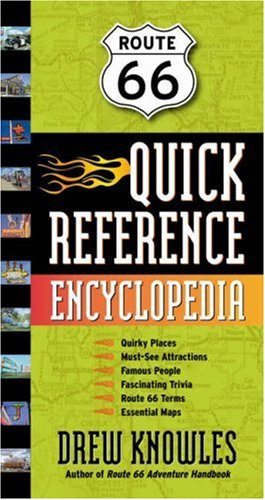 ROUTE
66
QUICK
REFERENCE
ENCYCLOPEDIA
Quirky Places
Must-See Attractions
Famous People
Fascinating Trivia
Route 66 Terms
Essential Maps
DREW KNOWLES
Author of Route 66 Adventure Handbook